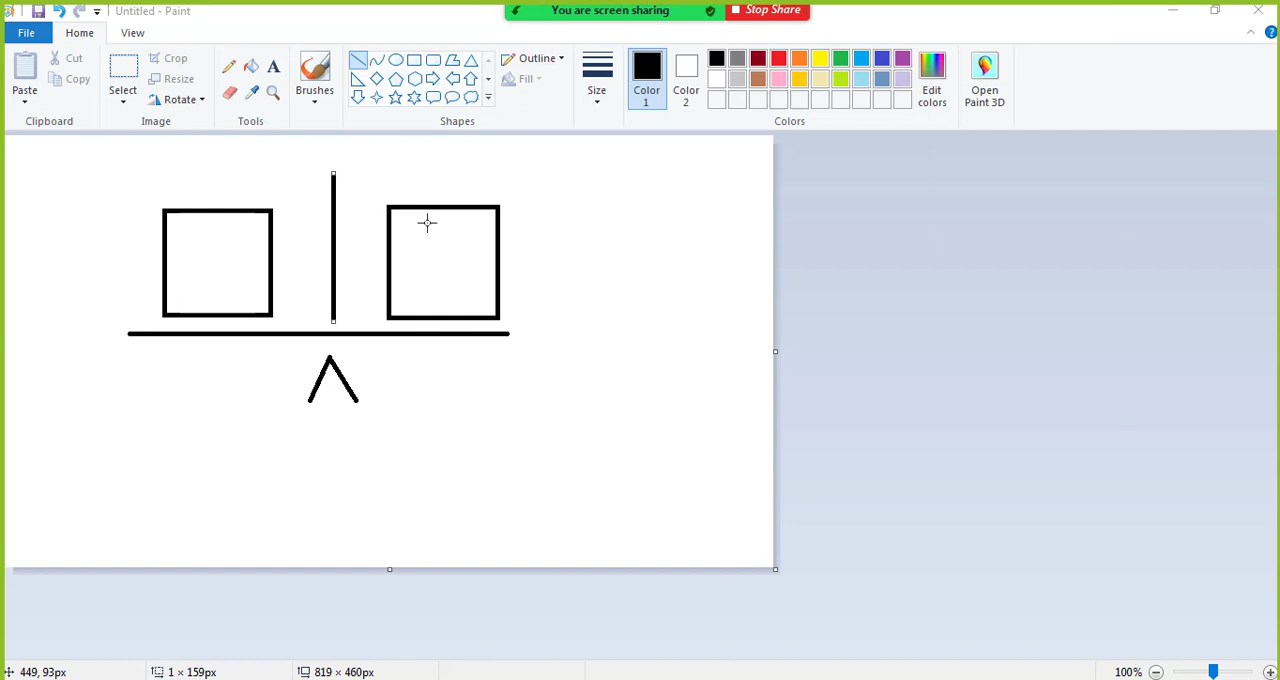 Untitled - Paint
You are screen sharing
Stop Share
File Home View
Paste
Cut
Copy
Clipboard
Select
Crop
Resize
Rotate
Image
A
Tools
Brushes
Shapes
Outline
Fill
Size
Color 1
Color 2
Colors
Edit colors
Open Paint 3D
449, 93px
1 × 159px
819 × 460px
100%